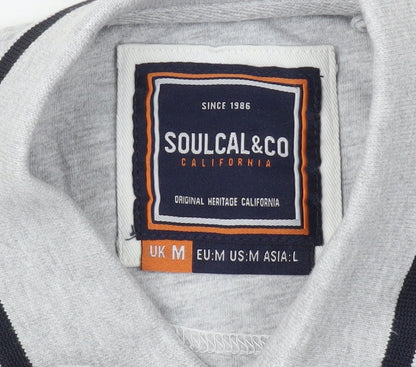 SINCE 1986
SOULCAL&CO
CALIFORNIA
ORIGINAL HERITAGE CALIFORNIA
UK M EU:M US:M ASIA:L